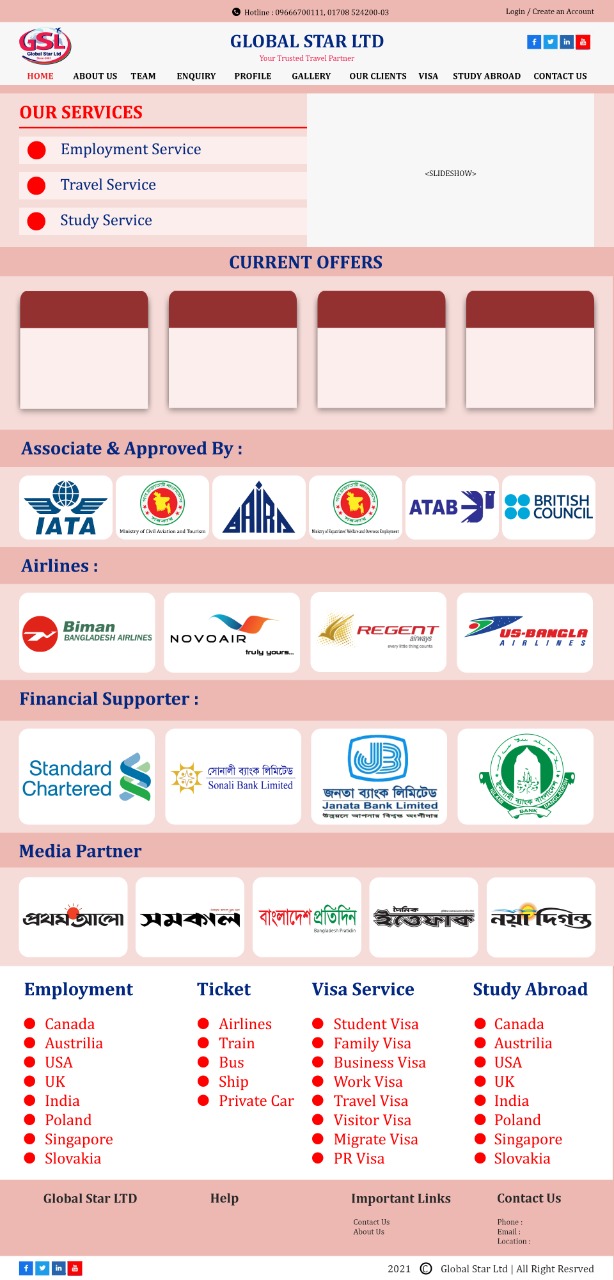 Hotline : 09666700111, 01708 524200-03
Login / Create an Account
GSL
Global Star Ltd
GLOBAL STAR LTD
Your Trusted Travel Partner
HOME ABOUT US TEAM ENQUIRY PROFILE GALLERY OUR CLIENTS VISA STUDY ABROAD CONTACT US
OUR SERVICES
Employment Service
Travel Service
Study Service
<SLIDESHOW>
CURRENT OFFERS
Associate & Approved By :
IATA
Ministry of Civil Aviation and Tourism
BAIRA
Ministry of Expatriates' Welfare and Overseas Employment
ATAB
BRITISH
COUNCIL
Airlines :
Biman
BANGLADESH AIRLINES
NOVOAIR
truly yours...
REGENT
airways
every little thing counts
US-BANGLA
AIRLINES
Financial Supporter :
Standard
Chartered
সোনালী ব্যাংক লিমিটেড
Sonali Bank Limited
JB
জনতা ব্যাংক লিমিটেড
Janata Bank Limited
উন্নয়নে আপনার বিশ্বস্ত অংশীদার
Media Partner
প্রথম আলো
সমকাল
বাংলাদেশ প্রতিদিন
Bangladesh Pratidin
দৈনিক
ইত্তেফাক
নয়া দিগন্ত
Employment
Canada
Austrilia
USA
UK
India
Poland
Singapore
Slovakia
Ticket
Airlines
Train
Bus
Ship
Private Car
Visa Service
Student Visa
Family Visa
Business Visa
Work Visa
Travel Visa
Visitor Visa
Migrate Visa
PR Visa
Study Abroad
Canada
Austrilia
USA
UK
India
Poland
Singapore
Slovakia
Global Star LTD
Help
Important Links
Contact Us
About Us
Contact Us
Phone :
Email :
Location :
2021 © Global Star Ltd | All Right Resrved